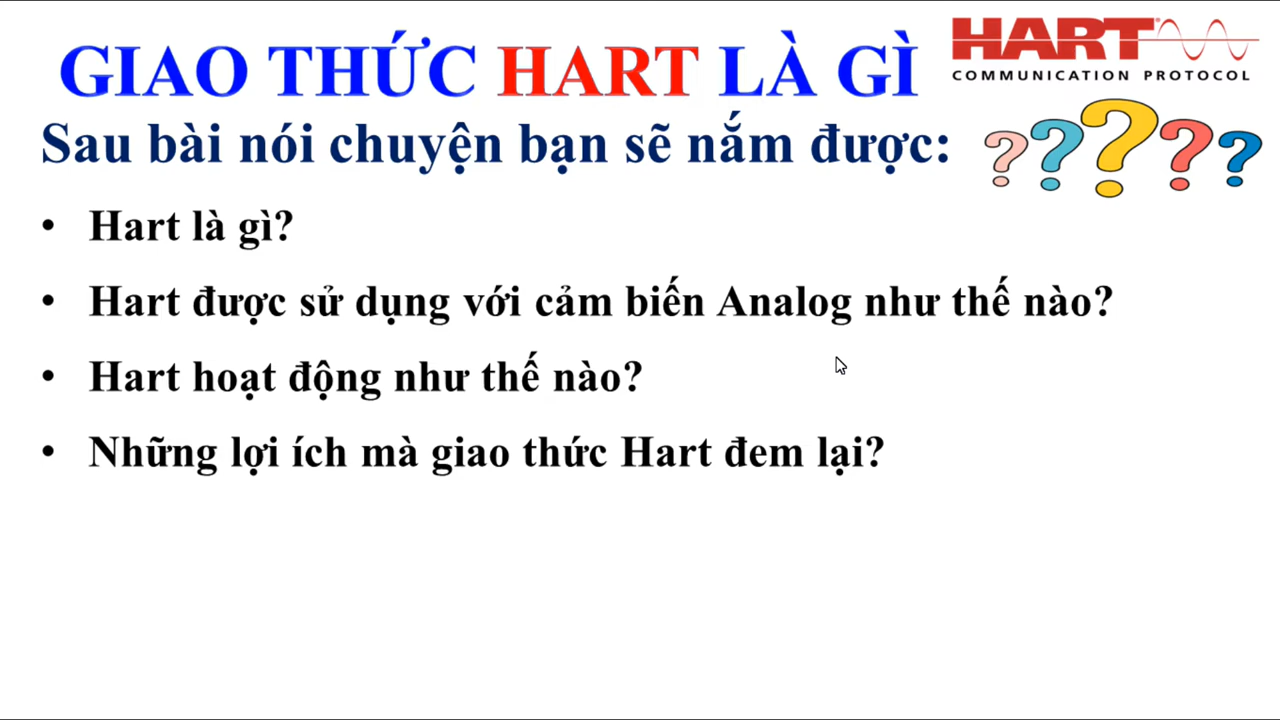 GIAO THỨC HART LÀ GÌ
HART
COMMUNICATION PROTOCOL
Sau bài nói chuyện bạn sẽ nắm được:
? ? ? ? ?
• Hart là gì?
• Hart được sử dụng với cảm biến Analog như thế nào?
• Hart hoạt động như thế nào?
• Những lợi ích mà giao thức Hart đem lại?